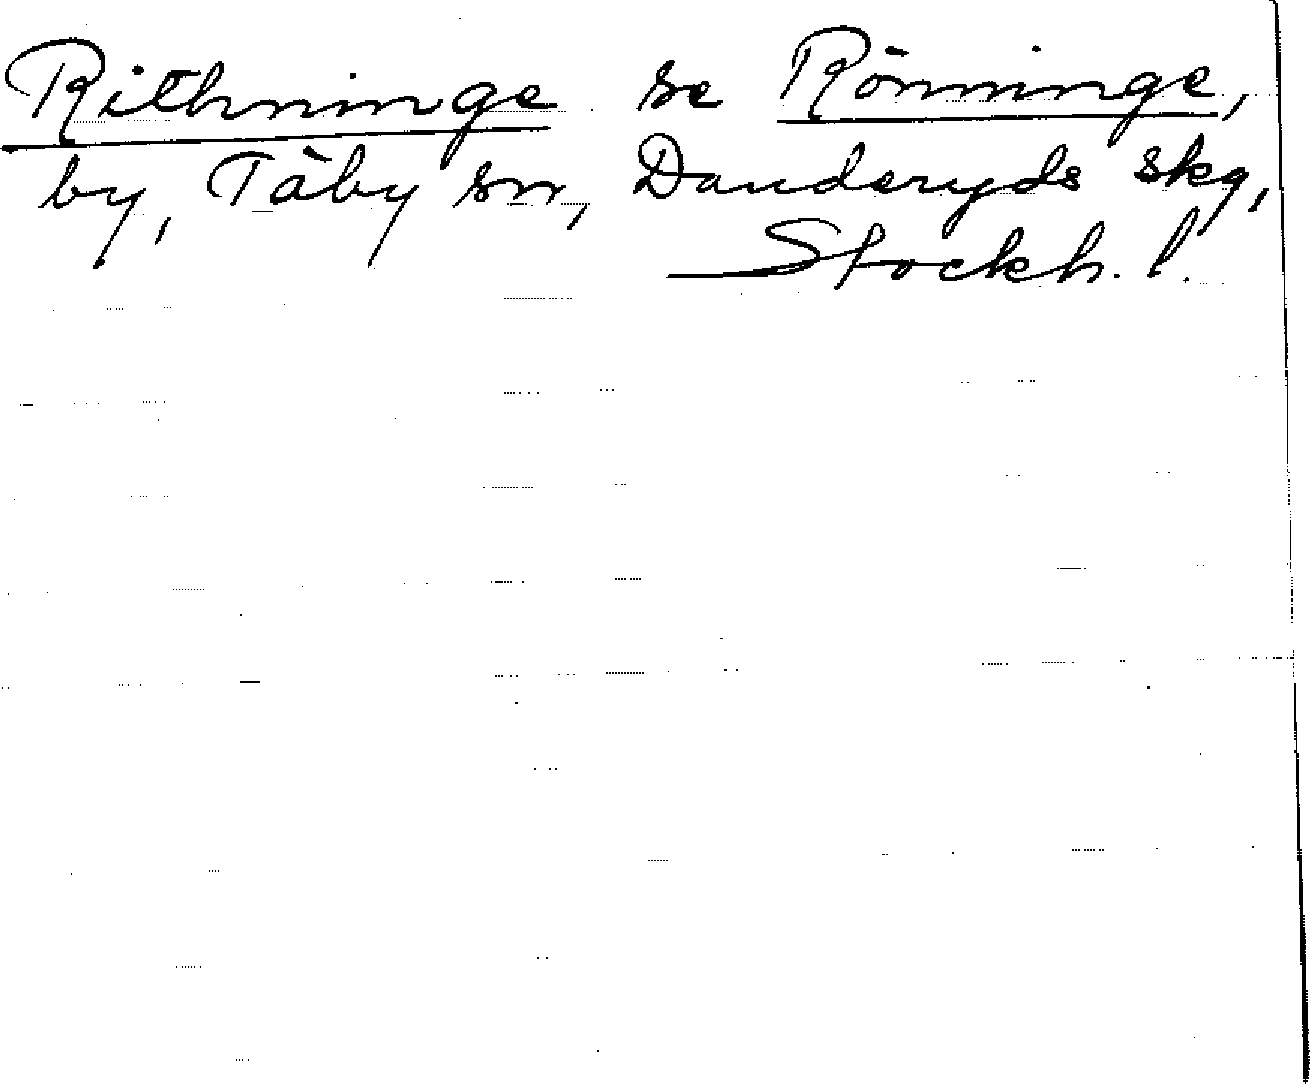 Rithninge se Rönninge,
by, Täby sn, Danderyds skg,
Stockh. l.